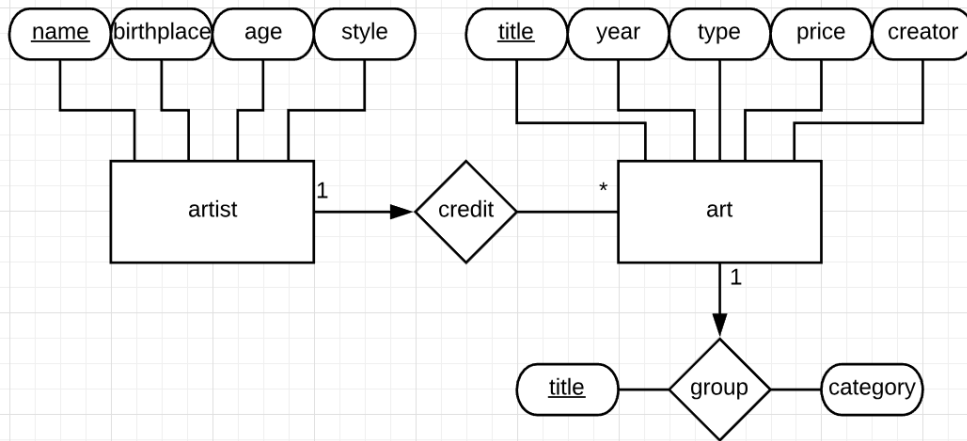 name birthplace age style title year type price creator
artist 1 credit * art
1
title group category